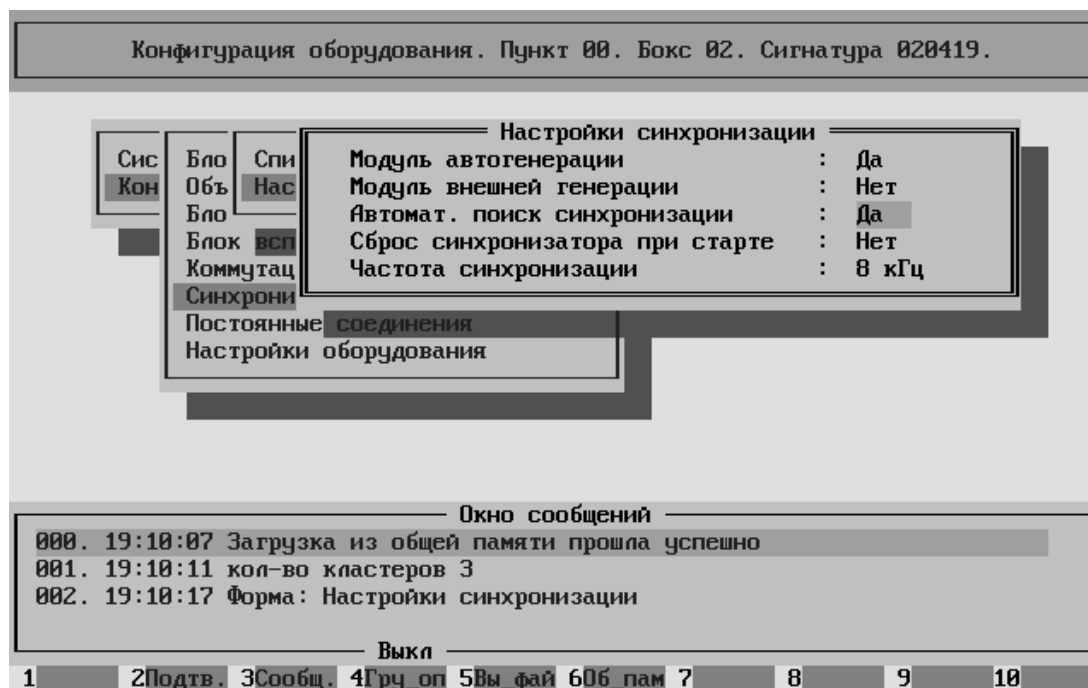 Конфигурация оборудования. Пункт 00. Бокс 02. Сигнатура 020419.
Настройки синхронизации
Сис Бло Спи Модуль автогенерации : Да
Кон Объ Нас Модуль внешней генерации : Нет
Бло Автомат. поиск синхронизации : Да
Блок всп Сброс синхронизатора при старте : Нет
Коммутац Частота синхронизации : 8 кГц
Синхрони
Постоянные соединения
Настройки оборудования
Окно сообщений
000. 19:10:07 Загрузка из общей памяти прошла успешно
001. 19:10:11 кол-во кластеров 3
002. 19:10:17 Форма: Настройки синхронизации
Выкл
1 2Подтв. 3Сообщ. 4Гру_оп 5Вы_фай 6Об_пам 7 8 9 10